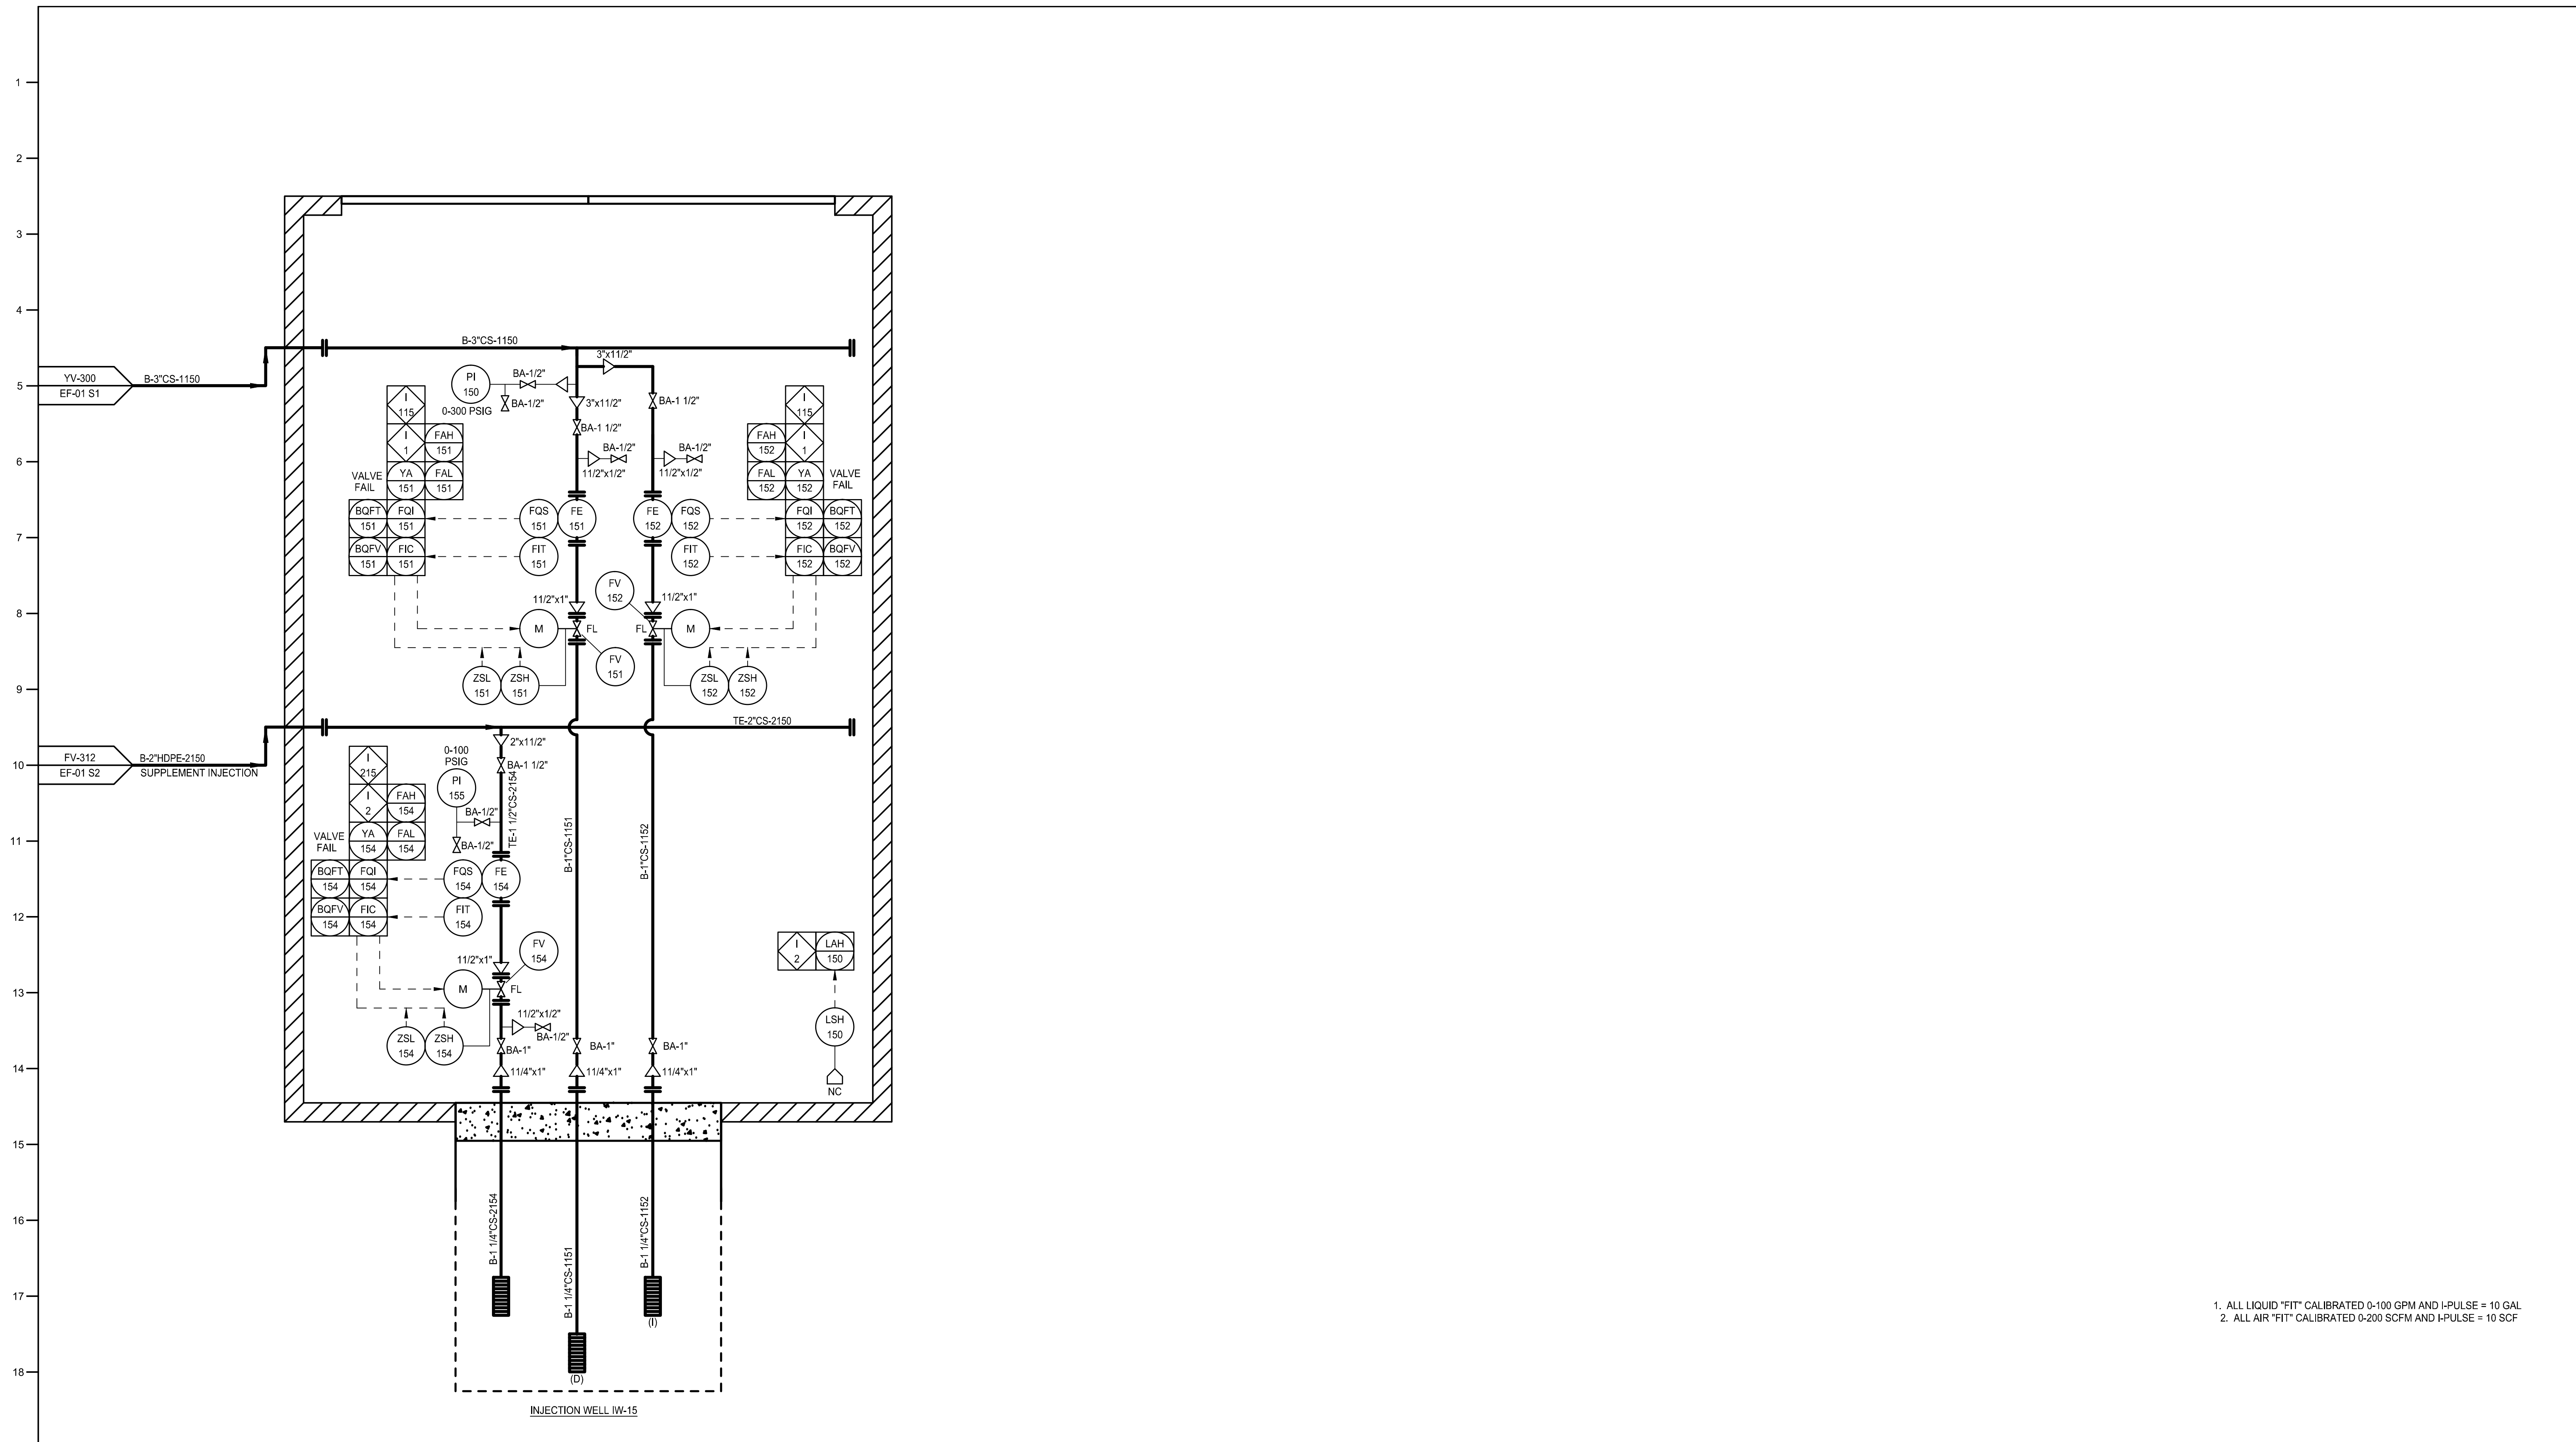 1
2
3
4
5
6
7
8
9
10
11
12
13
14
15
16
17
18
YV-300
EF-01 S1
B-3"CS-1150
B-3"CS-1150
3"x11/2"
PI
150
0-300 PSIG
BA-1/2"
BA-1/2"
3"x11/2"
BA-1 1/2"
BA-1 1/2"
BA-1/2"
11/2"x1/2"
BA-1/2"
11/2"x1/2"
I
115
I
1
FAH
151
YA
151
FAL
151
VALVE
FAIL
BQFT
151
FQI
151
BQFV
151
FIC
151
FQS
151
FE
151
FIT
151
FE
152
FQS
152
FIT
152
I
115
FAH
152
I
1
FAL
152
YA
152
VALVE
FAIL
FQI
152
BQFT
152
FIC
152
BQFV
152
FV
152
11/2"x1"
11/2"x1"
M
FL
FL
M
FV
151
ZSL
151
ZSH
151
ZSL
152
ZSH
152
TE-2"CS-2150
FV-312
EF-01 S2
B-2"HDPE-2150
SUPPLEMENT INJECTION
2"x11/2"
BA-1 1/2"
TE-1 1/2"CS-2154
0-100
PSIG
PI
155
BA-1/2"
BA-1/2"
I
215
I
2
FAH
154
YA
154
FAL
154
VALVE
FAIL
BQFT
154
FQI
154
BQFV
154
FIC
154
FQS
154
FE
154
FIT
154
B-1"CS-1151
B-1"CS-1152
FV
154
11/2"x1"
M
FL
11/2"x1/2"
BA-1/2"
ZSL
154
ZSH
154
BA-1"
BA-1"
BA-1"
11/4"x1"
11/4"x1"
11/4"x1"
I
2
LAH
150
LSH
150
NC
B-1 1/4"CS-2154
B-1 1/4"CS-1151
B-1 1/4"CS-1152
(I)
(D)
INJECTION WELL IW-15
1. ALL LIQUID "FIT" CALIBRATED 0-100 GPM AND I-PULSE = 10 GAL
2. ALL AIR "FIT" CALIBRATED 0-200 SCFM AND I-PULSE = 10 SCF